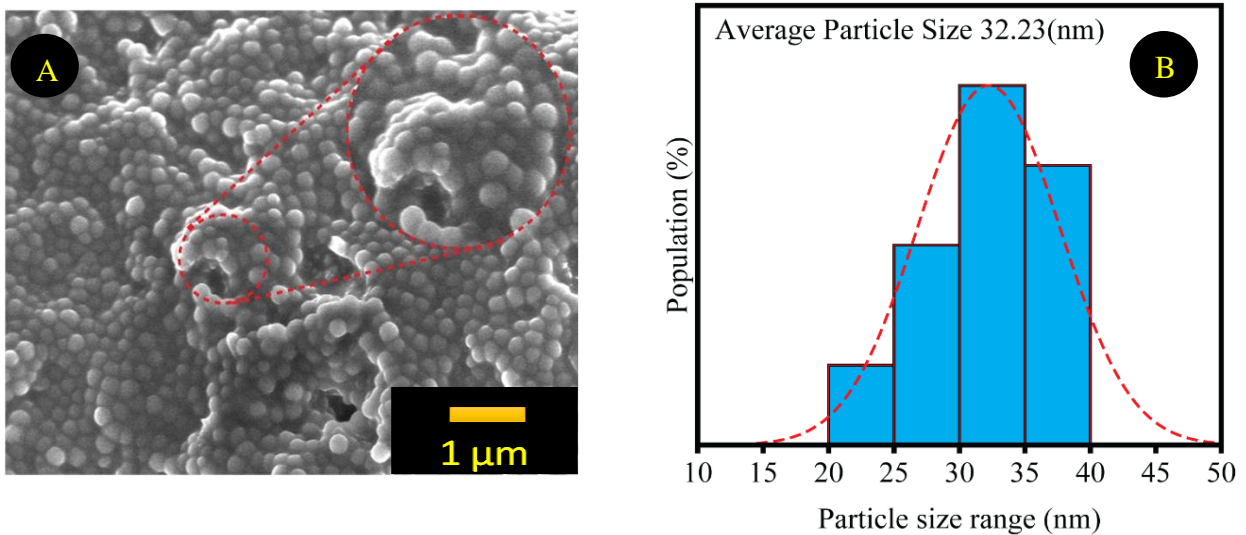 A
1 μm
Average Particle Size 32.23(nm)
B
Population (%)
10 15 20 25 30 35 40 45 50
Particle size range (nm)